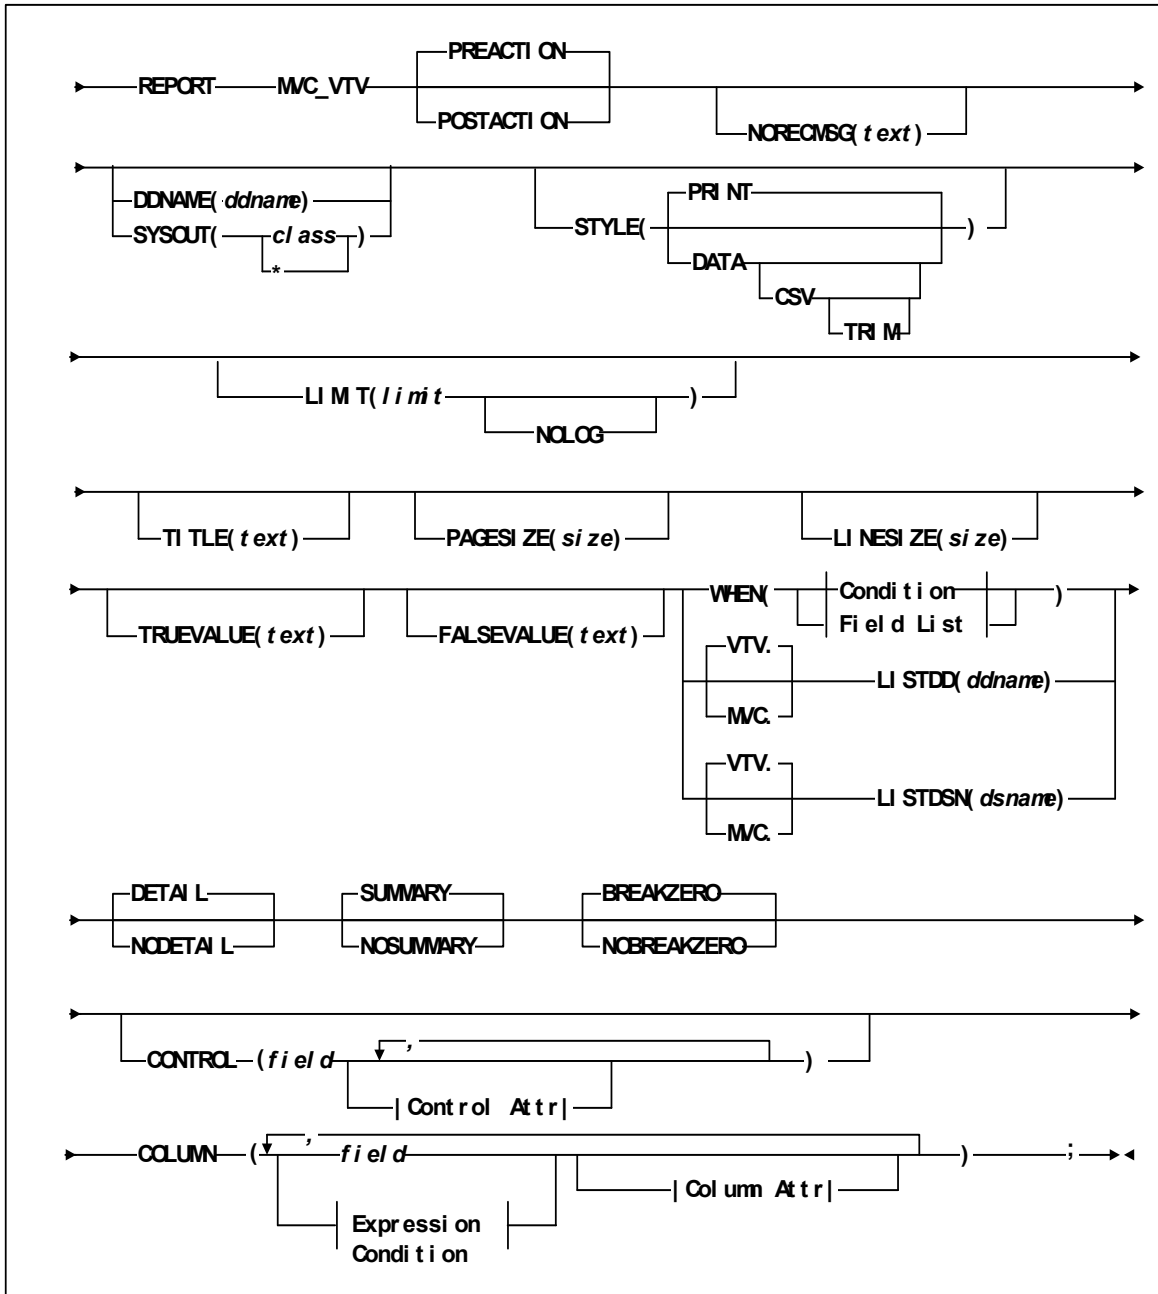 PREACTION
REPORT MVC_VTV
POSTACTION
NORECMSG(text)
DDNAME(ddname)
SYSOUT( class )
*
PRINT
STYLE( )
DATA
CSV
TRIM
LIMIT(limit )
NOLOG
TITLE(text) PAGESIZE(size) LINESIZE(size)
TRUEVALUE(text) FALSEVALUE(text)
WHEN( Condition )
Field List
VTV.
LISTDD(ddname)
MVC.
VTV.
LISTDSN(dsname)
MVC.
DETAIL SUMMARY BREAKZERO
NODETAIL NOSUMMARY NOBREAKZERO
,
CONTROL (field )
|Control Attr|
,
COLUMN ( field ) ;
|Column Attr|
Expression
Condition